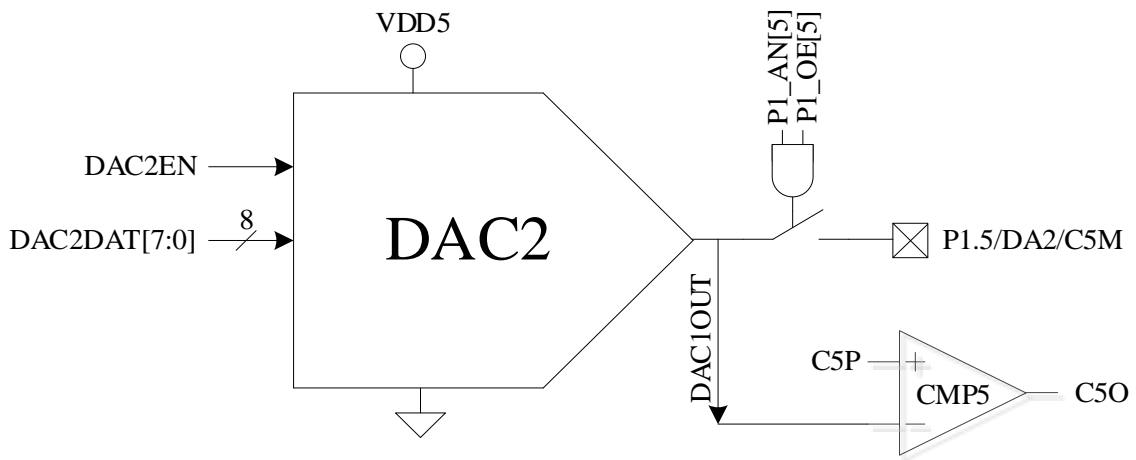 VDD5
P1_AN[5]
P1_OE[5]
DAC2EN
8
DAC2DAT[7:0]
DAC2
P1.5/DA2/C5M
DAC1OUT
C5P
+
CMP5
C5O